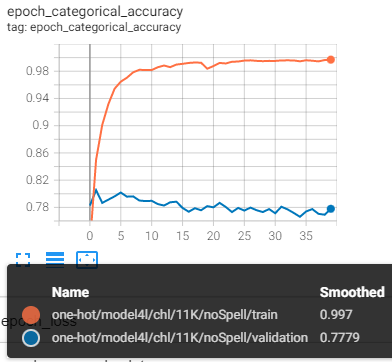 epoch_categorical_accuracy
tag: epoch_categorical_accuracy
0.98
0.94
0.9
0.86
0.82
0.78
0 5 10 15 20 25 30 35
Name Smoothed
one-hot/model4l/chl/11K/noSpell/train 0.997
one-hot/model4l/chl/11K/noSpell/validation 0.7779